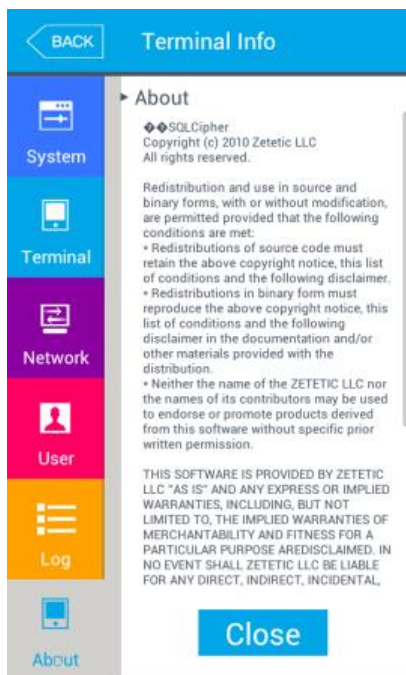 BACK
Terminal Info
System
Terminal
Network
User
Log
About
About
��SQLCipher
Copyright (c) 2010 Zetetic LLC
All rights reserved.
Redistribution and use in source and
binary forms, with or without modification,
are permitted provided that the following
conditions are met:
• Redistributions of source code must
retain the above copyright notice, this list
of conditions and the following disclaimer.
• Redistributions in binary form must
reproduce the above copyright notice, this
list of conditions and the following
disclaimer in the documentation and/or
other materials provided with the
distribution.
• Neither the name of the ZETETIC LLC nor
the names of its contributors may be used
to endorse or promote products derived
from this software without specific prior
written permission.
THIS SOFTWARE IS PROVIDED BY ZETETIC
LLC "AS IS" AND ANY EXPRESS OR IMPLIED
WARRANTIES, INCLUDING, BUT NOT
LIMITED TO, THE IMPLIED WARRANTIES OF
MERCHANTABILITY AND FITNESS FOR A
PARTICULAR PURPOSE AREDISCLAIMED. IN
NO EVENT SHALL ZETETIC LLC BE LIABLE
FOR ANY DIRECT, INDIRECT, INCIDENTAL,
Close